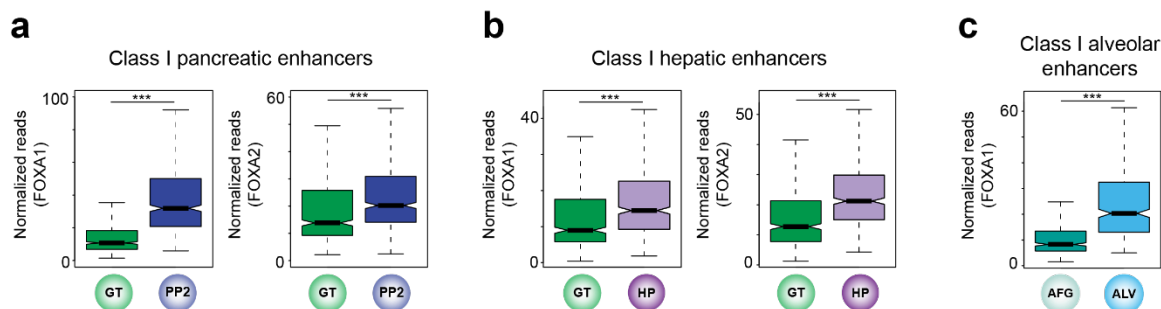 a
Class I pancreatic enhancers
Normalized reads
(FOXA1)
100
0
***
GT
PP2
Normalized reads
(FOXA2)
60
0
***
GT
PP2
b
Class I hepatic enhancers
Normalized reads
(FOXA1)
40
0
***
GT
HP
Normalized reads
(FOXA2)
50
0
***
GT
HP
c
Class I alveolar
enhancers
Normalized reads
(FOXA1)
60
0
***
AFG
ALV